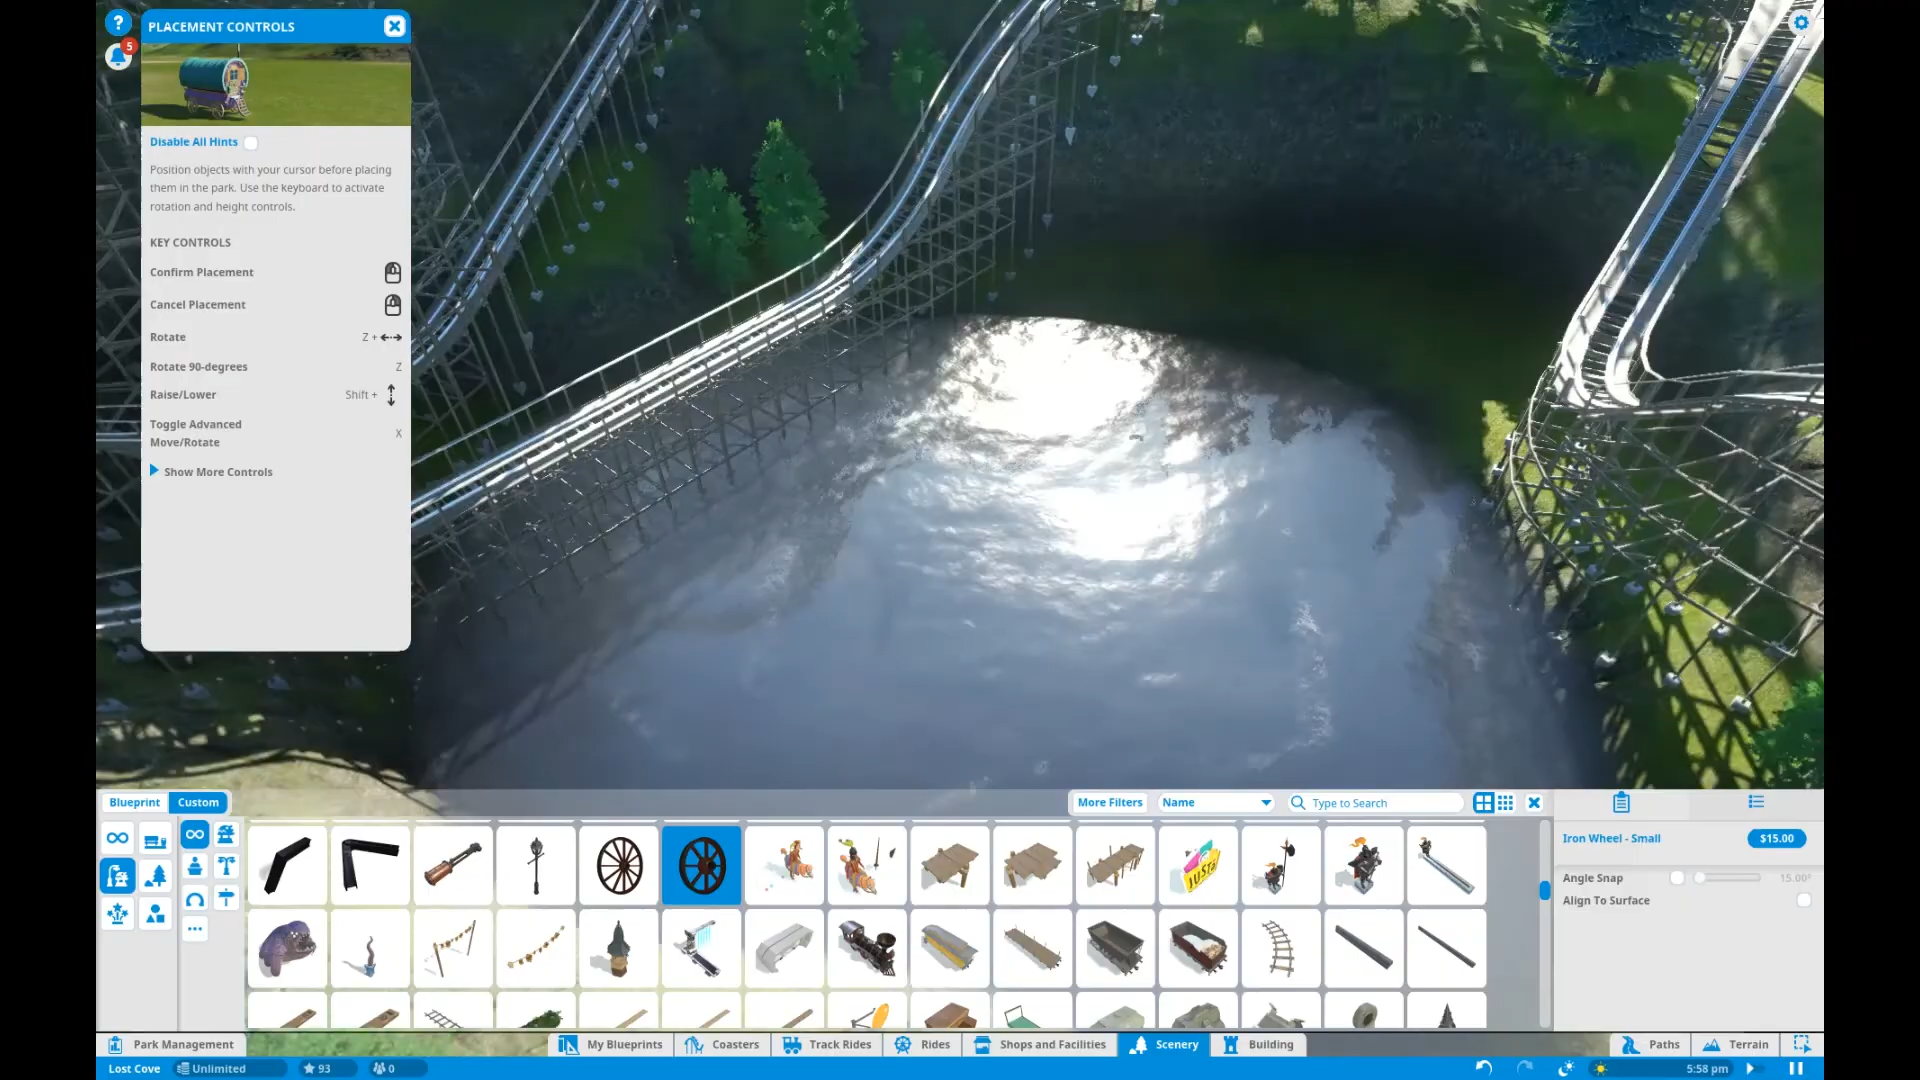 ?
5
PLACEMENT CONTROLS
Disable All Hints
Position objects with your cursor before placing
them in the park. Use the keyboard to activate
rotation and height controls.
KEY CONTROLS
Confirm Placement
Cancel Placement
Rotate Z +
Rotate 90-degrees Z
Raise/Lower Shift +
Toggle Advanced
Move/Rotate X
Show More Controls
Blueprint Custom
More Filters Name Type to Search
Iron Wheel - Small $15.00
Angle Snap 15.00°
Align To Surface
Park Management My Blueprints Coasters Track Rides Rides Shops and Facilities Scenery Building Paths Terrain
Lost Cove Unlimited 93 0 5:58 pm